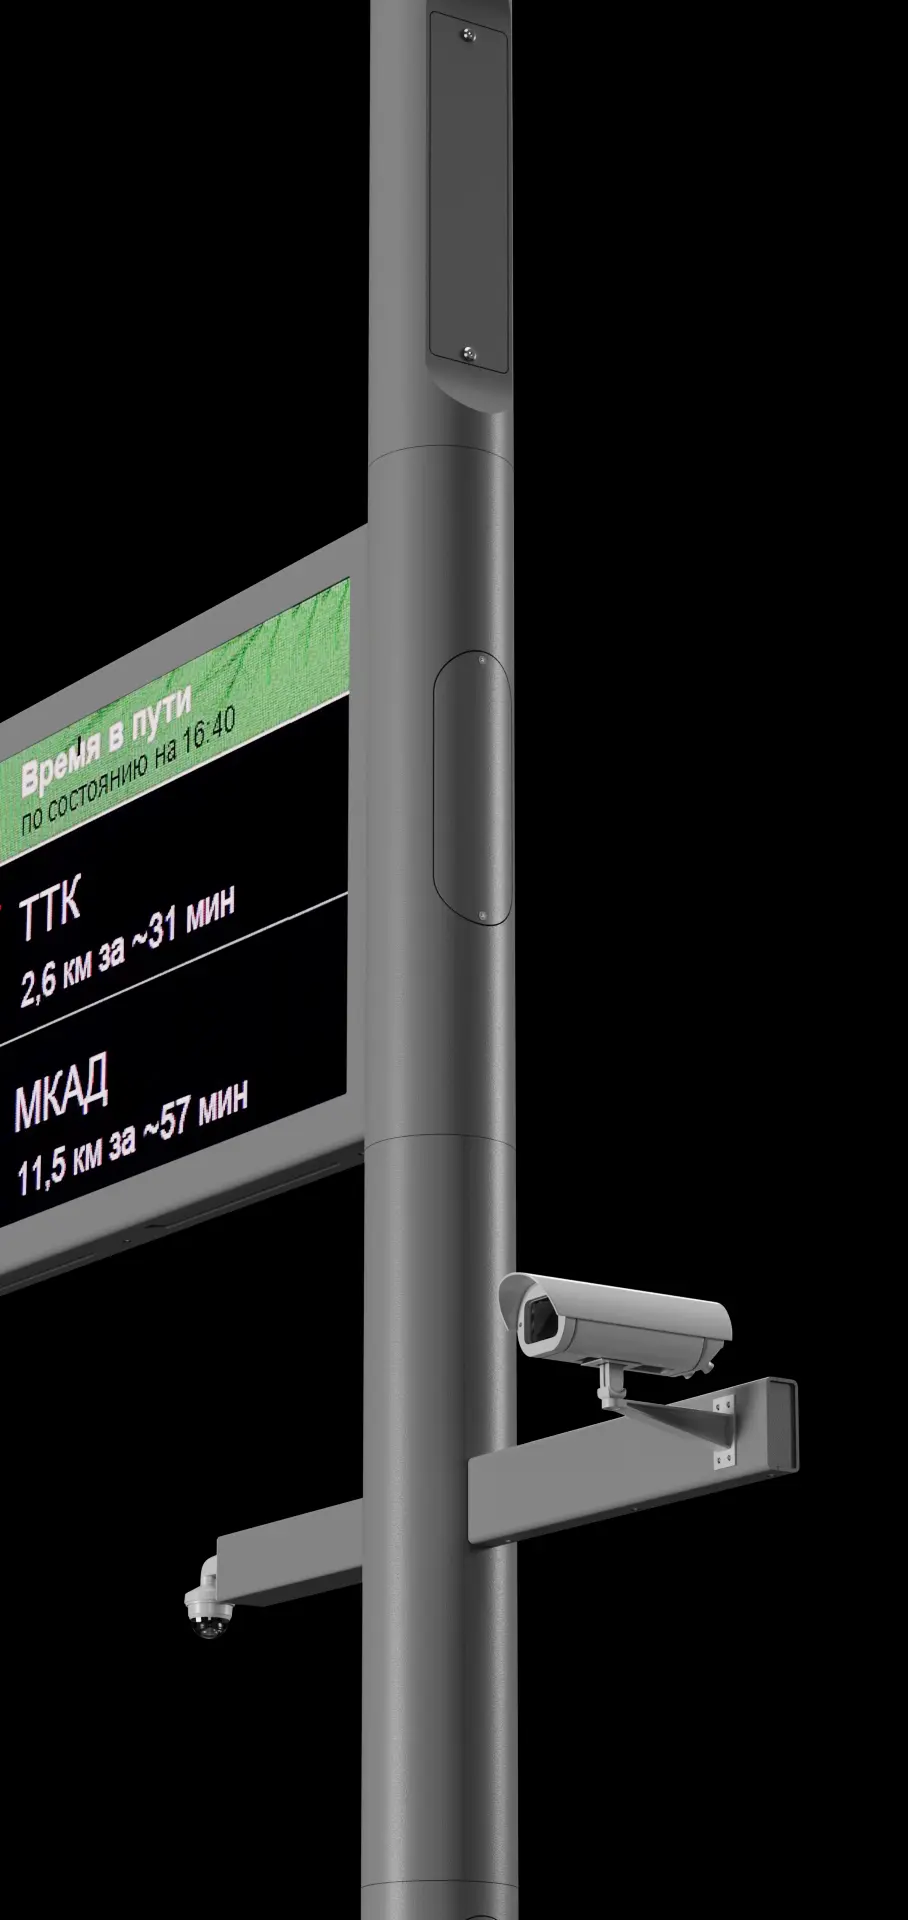 Время в пути
по состоянию на 16:40
ТТК
2,6 км за ~31 мин
МКАД
11,5 км за ~57 мин